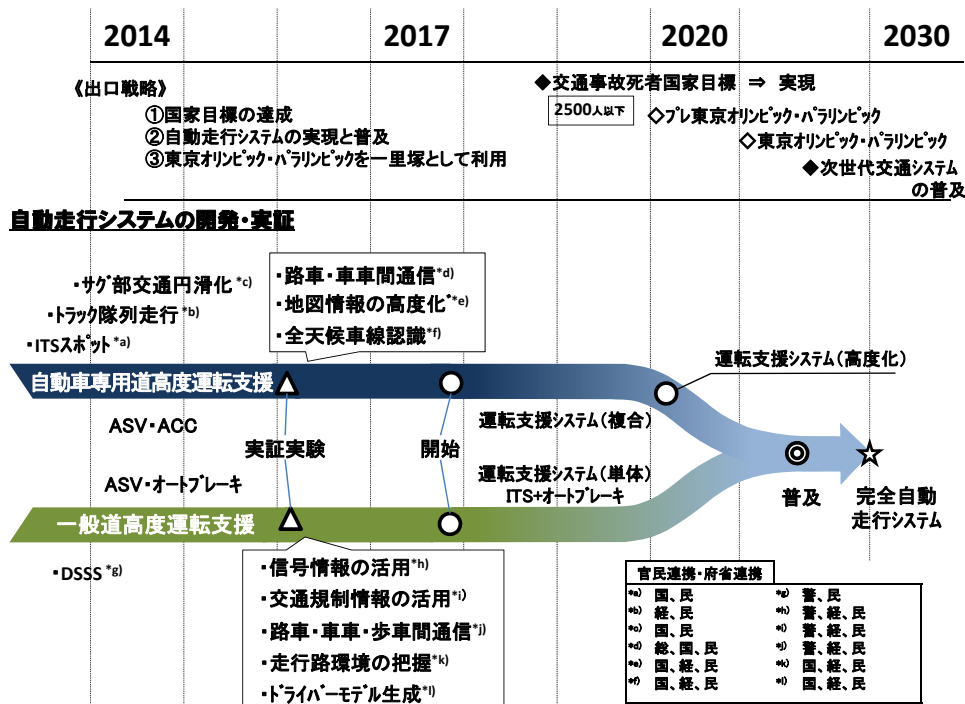 2014 2017 2020 2030
《出口戦略》
①国家目標の達成
②自動走行システムの実現と普及
③東京オリンピック・パラリンピックを一里塚として利用
◆交通事故死者国家目標 ⇒ 実現
2500人以下
◇プレ東京オリンピック・パラリンピック
◇東京オリンピック・パラリンピック
◆次世代交通システム
の普及
自動走行システムの開発・実証
・サグ部交通円滑化 *c)
・トラック隊列走行 *b)
・ITSスポット *a)
・路車・車車間通信 *d)
・地図情報の高度化 *e)
・全天候車線認識 *f)
運転支援システム(高度化)
自動車専用道高度運転支援
ASV・ACC
実証実験
開始
運転支援システム(複合)
ASV・オートブレーキ
運転支援システム(単体)
ITS+オートブレーキ
普及
完全自動
走行システム
一般道高度運転支援
・DSSS *g)
・信号情報の活用 *h)
・交通規制情報の活用 *i)
・路車・車車・歩車間通信 *j)
・走行路環境の把握 *k)
・ドライバーモデル生成 *l)
官民連携・府省連携
*a) 国、民 *g) 警、民
*b) 経、民 *h) 警、経、民
*c) 国、民 *i) 警、経、民
*d) 総、国、民 *j) 警、経、民
*e) 国、経、民 *k) 国、経、民
*f) 国、経、民 *l) 国、経、民